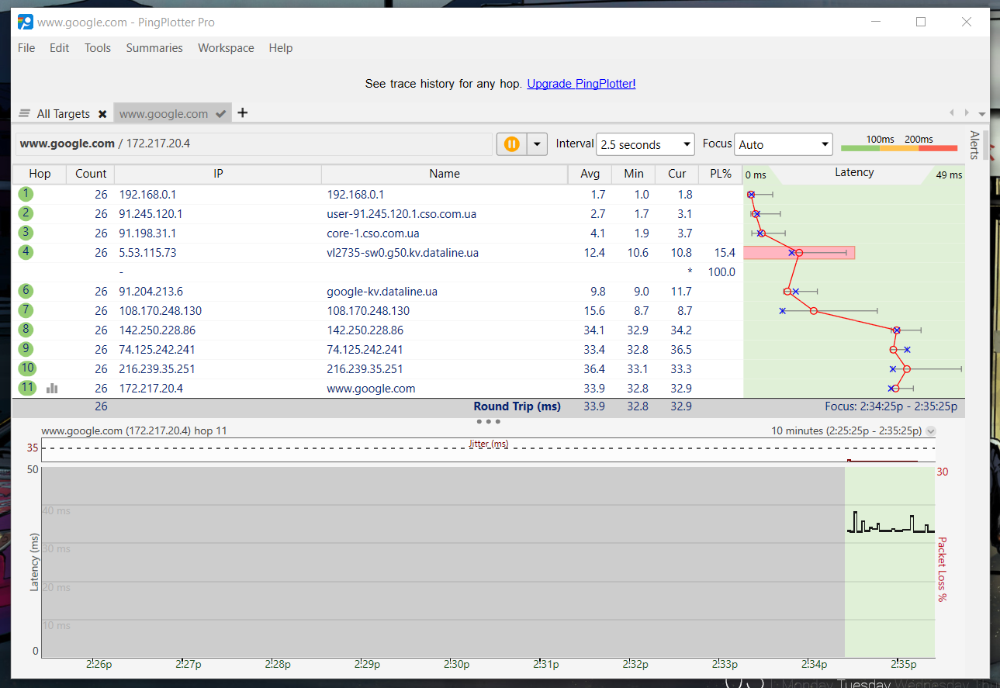 www.google.com - PingPlotter Pro
File Edit Tools Summaries Workspace Help
See trace history for any hop. Upgrade PingPlotter!
All Targets www.google.com
www.google.com / 172.217.20.4 Interval 2.5 seconds Focus Auto 100ms 200ms
Alerts
Hop Count IP Name Avg Min Cur PL% 0 ms Latency 49 ms
1 26 192.168.0.1 192.168.0.1 1.7 1.0 1.8
2 26 91.245.120.1 user-91.245.120.1.cso.com.ua 2.7 1.7 3.1
3 26 91.198.31.1 core-1.cso.com.ua 4.1 1.9 3.7
4 26 5.53.115.73 vl2735-sw0.g50.kv.dataline.ua 12.4 10.6 10.8 15.4
- * 100.0
6 26 91.204.213.6 google-kv.dataline.ua 9.8 9.0 11.7
7 26 108.170.248.130 108.170.248.130 15.6 8.7 8.7
8 26 142.250.228.86 142.250.228.86 34.1 32.9 34.2
9 26 74.125.242.241 74.125.242.241 33.4 32.8 36.5
10 26 216.239.35.251 216.239.35.251 36.4 33.1 33.3
11 26 172.217.20.4 www.google.com 33.9 32.8 32.9
26 Round Trip (ms) 33.9 32.8 32.9 Focus: 2:34:25p - 2:35:25p
www.google.com (172.217.20.4) hop 11 10 minutes (2:25:25p - 2:35:25p)
35 Jitter (ms)
50 30
40 ms
30 ms
20 ms
10 ms
0
Latency (ms)
Packet Loss %
2:26p 2:27p 2:28p 2:29p 2:30p 2:31p 2:32p 2:33p 2:34p 2:35p
Monday Tuesday Wednesday Thu